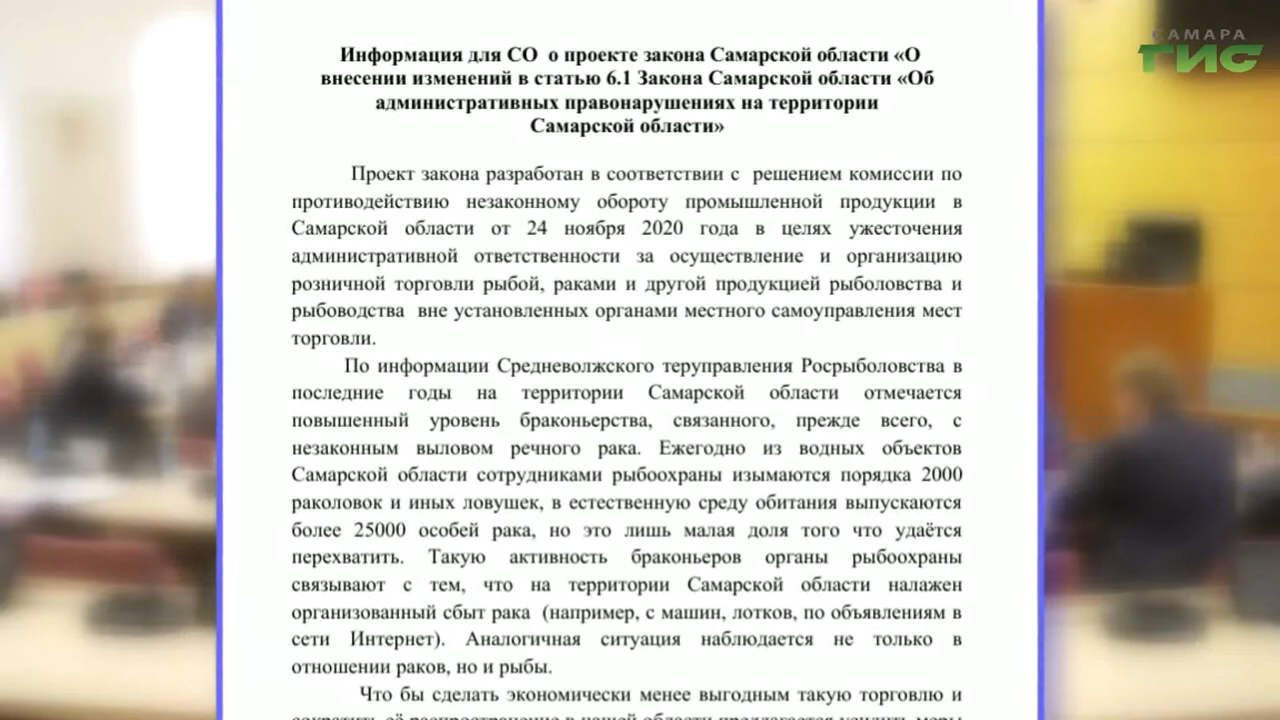 САМАРА
ГИС
Информация для СО о проекте закона Самарской области «О
внесении изменений в статью 6.1 Закона Самарской области «Об
административных правонарушениях на территории
Самарской области»
Проект закона разработан в соответствии с решением комиссии по
противодействию незаконному обороту промышленной продукции в
Самарской области от 24 ноября 2020 года в целях ужесточения
административной ответственности за осуществление и организацию
розничной торговли рыбой, раками и другой продукцией рыболовства и
рыбоводства вне установленных органами местного самоуправления мест
торговли.
По информации Средневолжского теруправления Росрыболовства в
последние годы на территории Самарской области отмечается
повышенный уровень браконьерства, связанного, прежде всего, с
незаконным выловом речного рака. Ежегодно из водных объектов
Самарской области сотрудниками рыбоохраны изымаются порядка 2000
раколовок и иных ловушек, в естественную среду обитания выпускаются
более 25000 особей рака, но это лишь малая доля того что удаётся
перехватить. Такую активность браконьеров органы рыбоохраны
связывают с тем, что на территории Самарской области налажен
организованный сбыт рака (например, с машин, лотков, по объявлениям в
сети Интернет). Аналогичная ситуация наблюдается не только в
отношении раков, но и рыбы.
Что бы сделать экономически менее выгодным такую торговлю и
сократить её распространение в нашей области предлагается усилить меры